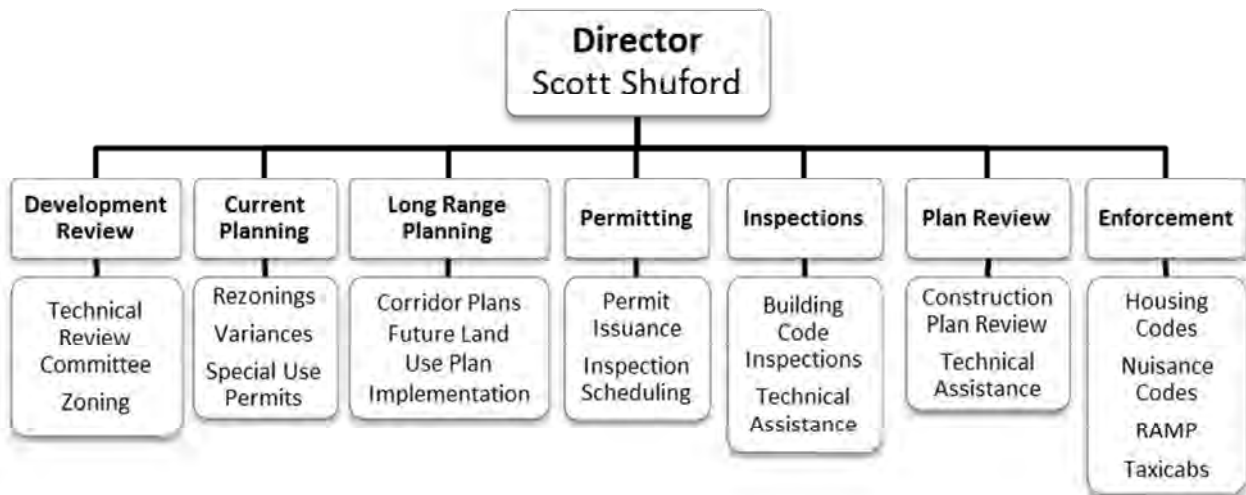 Director
Scott Shuford
Development
Review
Current
Planning
Long Range
Planning
Permitting
Inspections
Plan Review
Enforcement
Technical
Review
Committee
Zoning
Rezonings
Variances
Special Use
Permits
Corridor Plans
Future Land
Use Plan
Implementation
Permit
Issuance
Inspection
Scheduling
Building
Code
Inspections
Technical
Assistance
Construction
Plan Review
Technical
Assistance
Housing
Codes
Nuisance
Codes
RAMP
Taxicabs